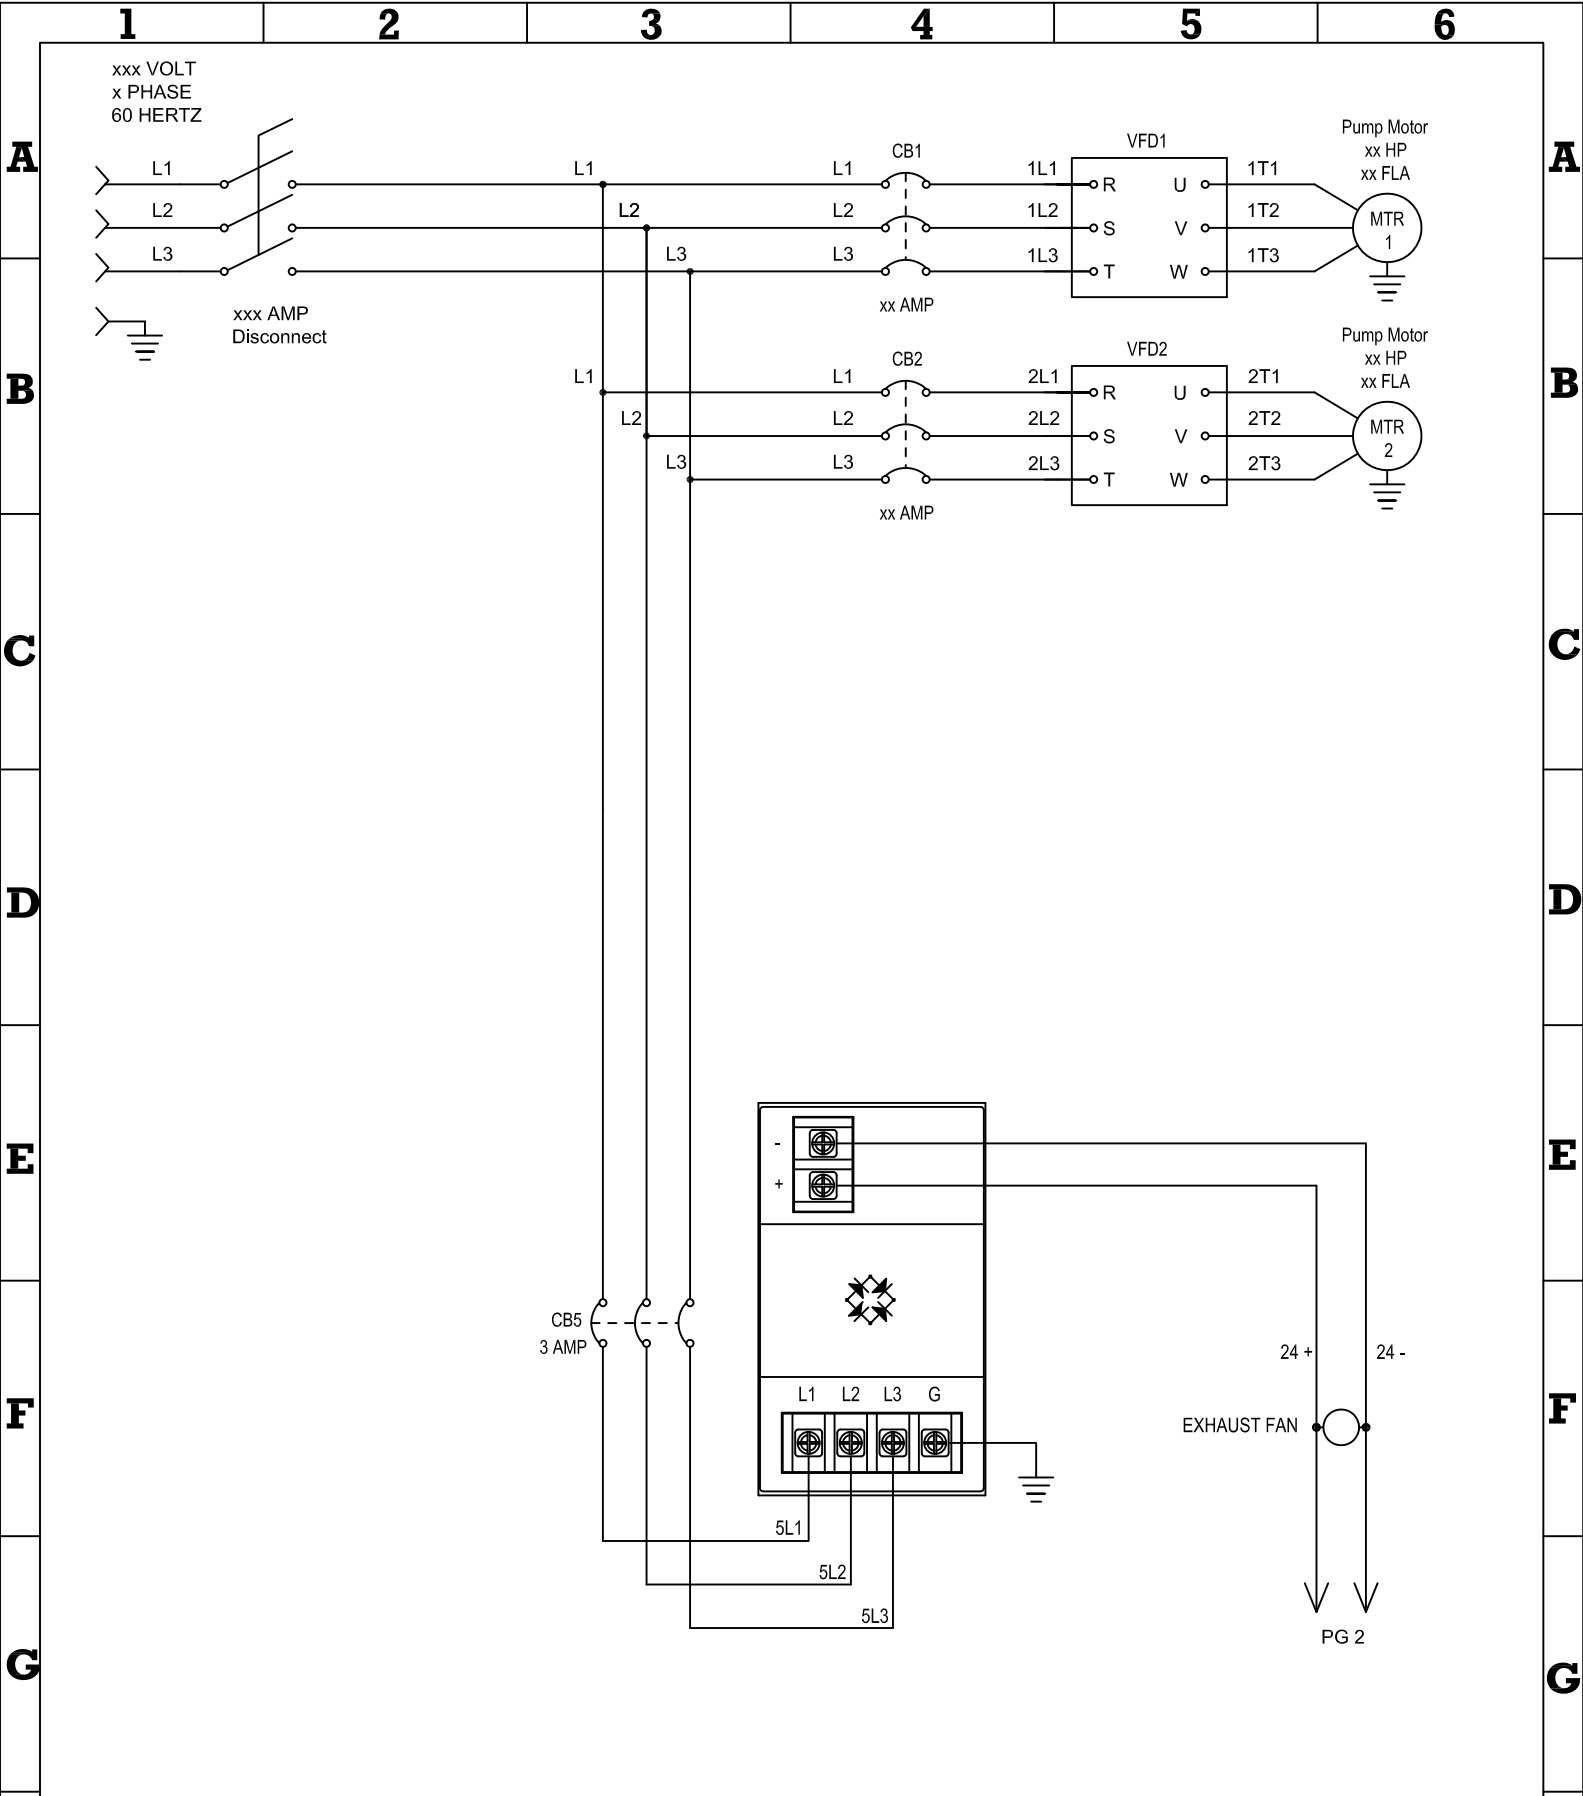 1 2 3 4 5 6
xxx VOLT
x PHASE
60 HERTZ
Pump Motor
xx HP
xx FLA
A A
CB1 VFD1
L1 L1 L1 1L1 R U 1T1
L2 L2 L2 1L2 S V 1T2 MTR
1
L3 L3 L3 1L3 T W 1T3
xx AMP
xxx AMP
Disconnect
Pump Motor
xx HP
xx FLA
B B
CB2 VFD2
L1 L1 2L1 R U 2T1
L2 L2 2L2 S V 2T2 MTR
2
L3 L3 2L3 T W 2T3
xx AMP
C C
D D
E E
-
+
CB5
3 AMP
24 + 24 -
L1 L2 L3 G
F F
EXHAUST FAN
5L1
5L2
5L3
PG 2
G G